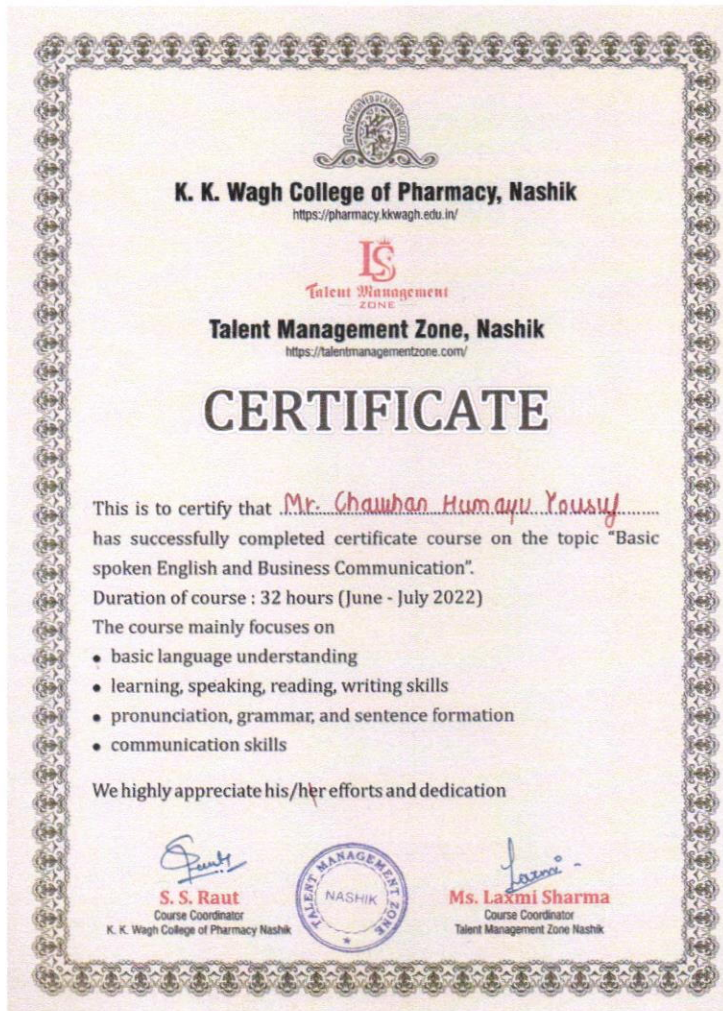 K. K. Wagh College of Pharmacy, Nashik
https://pharmacy.kkwagh.edu.in/
LS
Talent Management
ZONE
Talent Management Zone, Nashik
https://talentmanagementzone.com/
CERTIFICATE
This is to certify that Mr. Chauhan Humayu Yousuf
has successfully completed certificate course on the topic “Basic
spoken English and Business Communication”.
Duration of course : 32 hours (June - July 2022)
The course mainly focuses on
• basic language understanding
• learning, speaking, reading, writing skills
• pronunciation, grammar, and sentence formation
• communication skills
We highly appreciate his/her efforts and dedication
TALENT MANAGEMENT ZONE
NASHIK
Laxmi
S. S. Raut
Course Coordinator
K. K. Wagh College of Pharmacy Nashik
Ms. Laxmi Sharma
Course Coordinator
Talent Management Zone Nashik